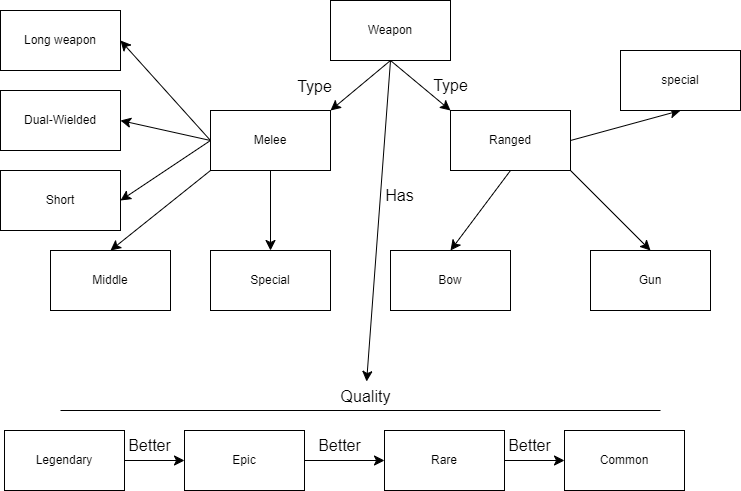 Weapon
Long weapon
special
Type
Type
Dual-Wielded
Melee
Ranged
Short
Has
Middle
Special
Bow
Gun
Quality
Better
Better
Better
Legendary
Epic
Rare
Common